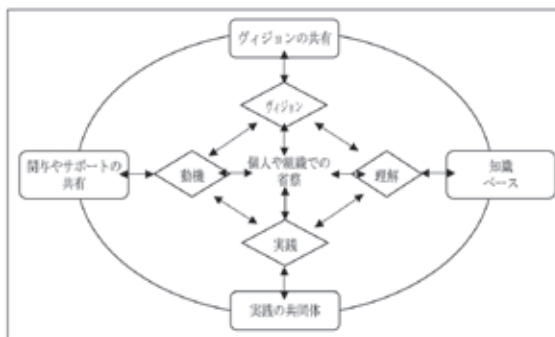 ヴィジョンの共有
ヴィジョン
関与やサポートの
共有
動機
個人や組織での
省察
理解
知識
ベース
実践
実践の共同体